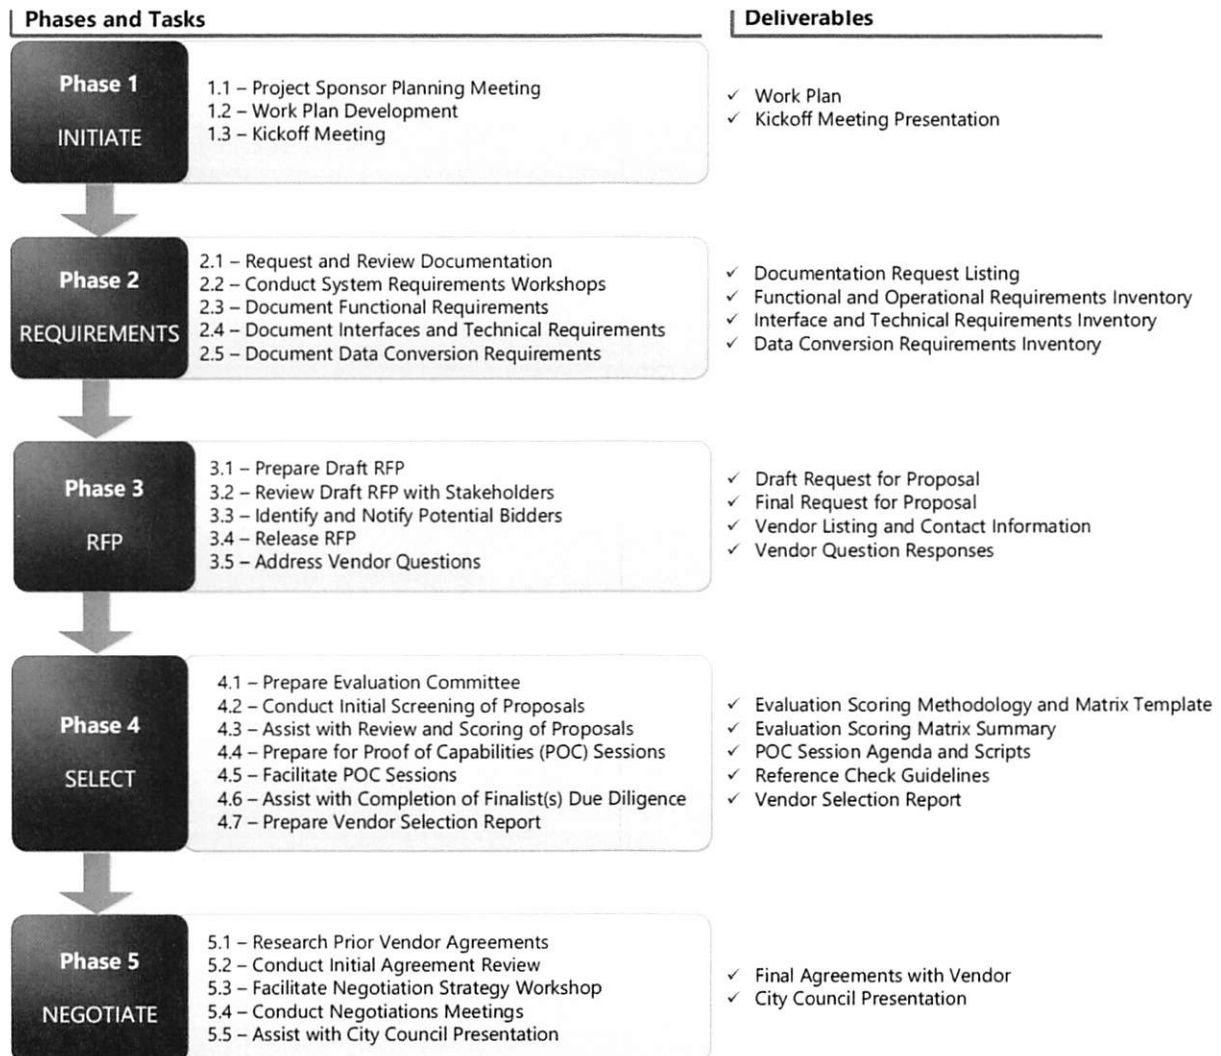 Phases and Tasks
Deliverables
Phase 1
INITIATE
1.1 – Project Sponsor Planning Meeting
1.2 – Work Plan Development
1.3 – Kickoff Meeting
✓ Work Plan
✓ Kickoff Meeting Presentation
Phase 2
REQUIREMENTS
2.1 – Request and Review Documentation
2.2 – Conduct System Requirements Workshops
2.3 – Document Functional Requirements
2.4 – Document Interfaces and Technical Requirements
2.5 – Document Data Conversion Requirements
✓ Documentation Request Listing
✓ Functional and Operational Requirements Inventory
✓ Interface and Technical Requirements Inventory
✓ Data Conversion Requirements Inventory
Phase 3
RFP
3.1 – Prepare Draft RFP
3.2 – Review Draft RFP with Stakeholders
3.3 – Identify and Notify Potential Bidders
3.4 – Release RFP
3.5 – Address Vendor Questions
✓ Draft Request for Proposal
✓ Final Request for Proposal
✓ Vendor Listing and Contact Information
✓ Vendor Question Responses
Phase 4
SELECT
4.1 – Prepare Evaluation Committee
4.2 – Conduct Initial Screening of Proposals
4.3 – Assist with Review and Scoring of Proposals
4.4 – Prepare for Proof of Capabilities (POC) Sessions
4.5 – Facilitate POC Sessions
4.6 – Assist with Completion of Finalist(s) Due Diligence
4.7 – Prepare Vendor Selection Report
✓ Evaluation Scoring Methodology and Matrix Template
✓ Evaluation Scoring Matrix Summary
✓ POC Session Agenda and Scripts
✓ Reference Check Guidelines
✓ Vendor Selection Report
Phase 5
NEGOTIATE
5.1 – Research Prior Vendor Agreements
5.2 – Conduct Initial Agreement Review
5.3 – Facilitate Negotiation Strategy Workshop
5.4 – Conduct Negotiations Meetings
5.5 – Assist with City Council Presentation
✓ Final Agreements with Vendor
✓ City Council Presentation